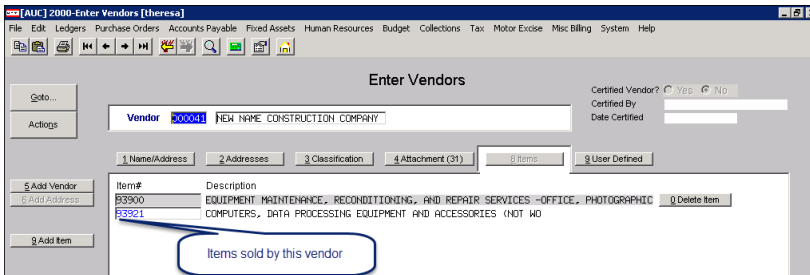 [AUC] 2000-Enter Vendors [theresa]
File Edit Ledgers Purchase Orders Accounts Payable Fixed Assets Human Resources Budget Collections Tax Motor Excise Misc Billing System Help
Enter Vendors
Goto...
Actions
Vendor 000041 NEW NAME CONSTRUCTION COMPANY
Certified Vendor? Yes No
Certified By
Date Certified
1 Name/Address 2 Addresses 3 Classification 4 Attachment (31) 8 Items 9 User Defined
5 Add Vendor
6 Add Address
9 Add Item
Item# Description
93900 EQUIPMENT MAINTENANCE, RECONDITIONING, AND REPAIR SERVICES -OFFICE, PHOTOGRAPHIC 0 Delete Item
93921 COMPUTERS, DATA PROCESSING EQUIPMENT AND ACCESSORIES (NOT WO
Items sold by this vendor